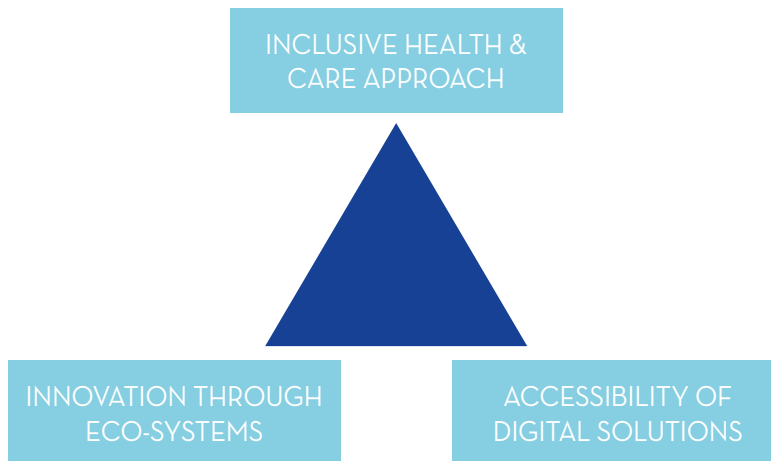 INCLUSIVE HEALTH &
CARE APPROACH
INNOVATION THROUGH
ECO-SYSTEMS
ACCESSIBILITY OF
DIGITAL SOLUTIONS